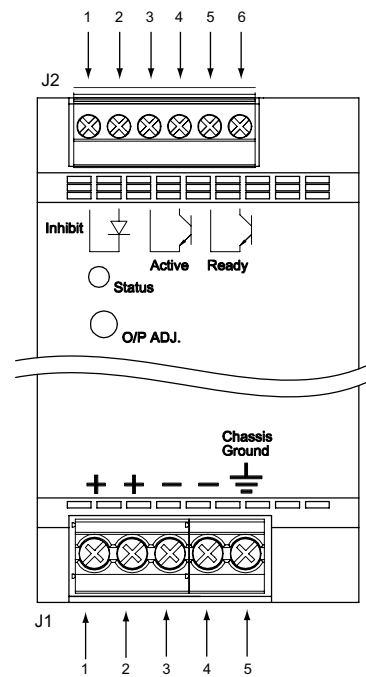 1 2 3 4 5 6
J2
Inhibit
Active Ready
Status
O/P ADJ.
Chassis
Ground
+ + – –
J1
1 2 3 4 5